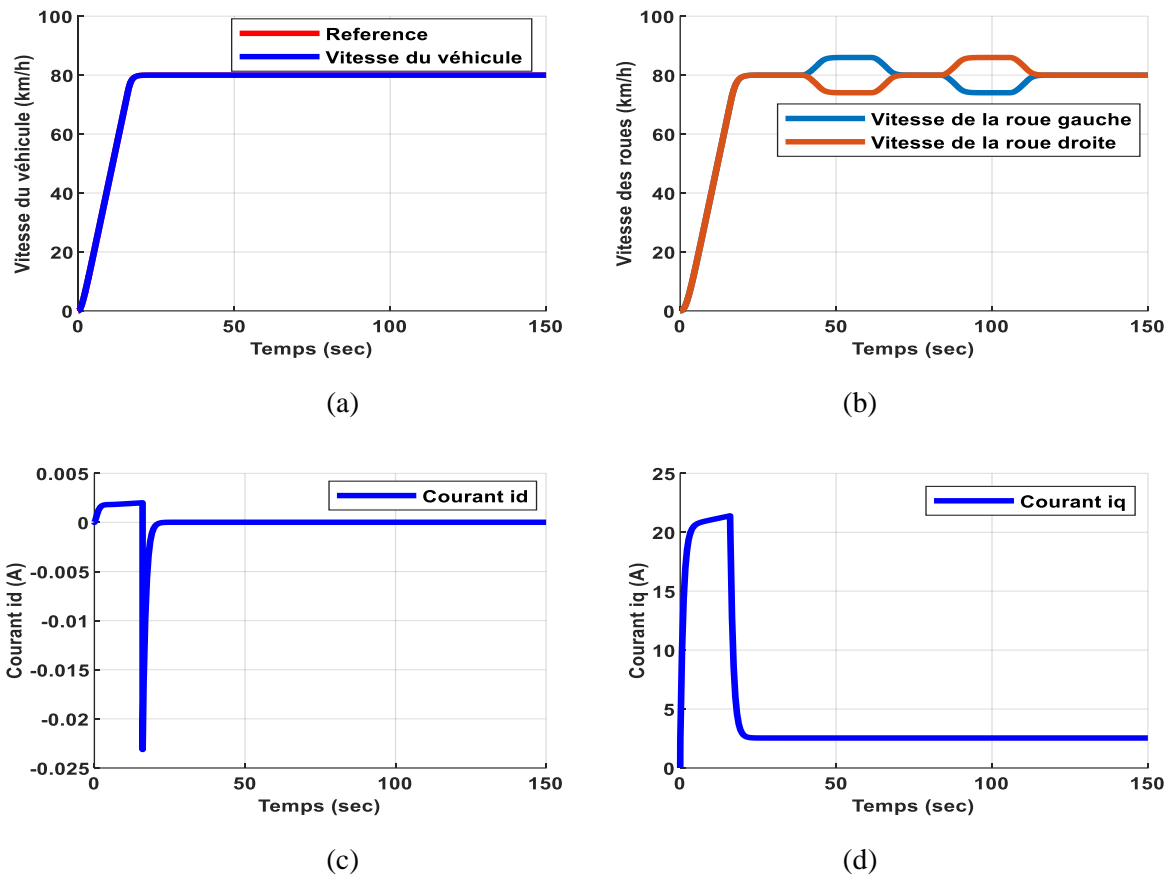 100
80
60
40
20
0
0
50
100
150
Vitesse du véhicule (km/h)
Temps (sec)
Reference
Vitesse du véhicule
(a)
100
80
60
40
20
0
0
50
100
150
Vitesse des roues (km/h)
Temps (sec)
Vitesse de la roue gauche
Vitesse de la roue droite
(b)
0.005
0
-0.005
-0.01
-0.015
-0.02
-0.025
0
50
100
150
Courant id (A)
Temps (sec)
Courant id
(c)
25
20
15
10
5
0
0
50
100
150
Courant iq (A)
Temps (sec)
Courant iq
(d)